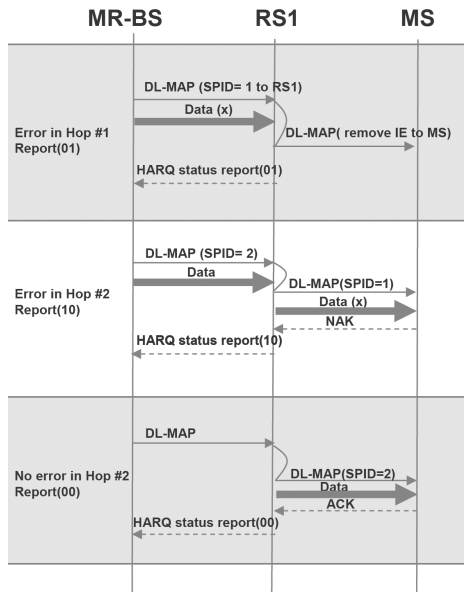 MR-BS RS1 MS
DL-MAP (SPID= 1 to RS1)
Data (x)
Error in Hop #1
Report(01)
DL-MAP( remove IE to MS)
HARQ status report(01)
DL-MAP (SPID= 2)
Data
Error in Hop #2
Report(10)
DL-MAP(SPID=1)
Data (x)
NAK
HARQ status report(10)
DL-MAP
No error in Hop #2
Report(00)
DL-MAP(SPID=2)
Data
ACK
HARQ status report(00)